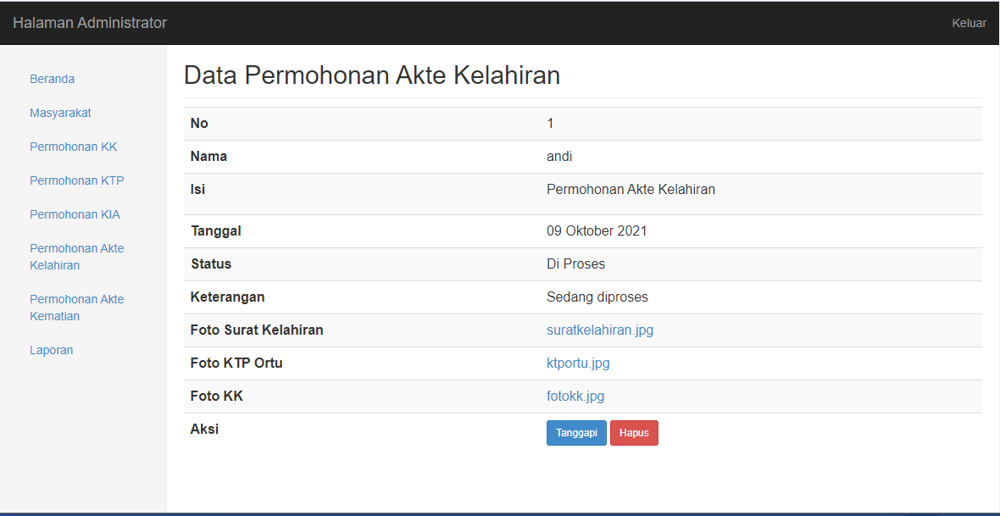 Halaman Administrator
Keluar
Beranda
Masyarakat
Permohonan KK
Permohonan KTP
Permohonan KIA
Permohonan Akte
Kelahiran
Permohonan Akte
Kematian
Laporan
Data Permohonan Akte Kelahiran
No 1
Nama andi
Isi Permohonan Akte Kelahiran
Tanggal 09 Oktober 2021
Status Di Proses
Keterangan Sedang diproses
Foto Surat Kelahiran suratkelahiran.jpg
Foto KTP Ortu ktportu.jpg
Foto KK fotokk.jpg
Aksi Tanggapi Hapus